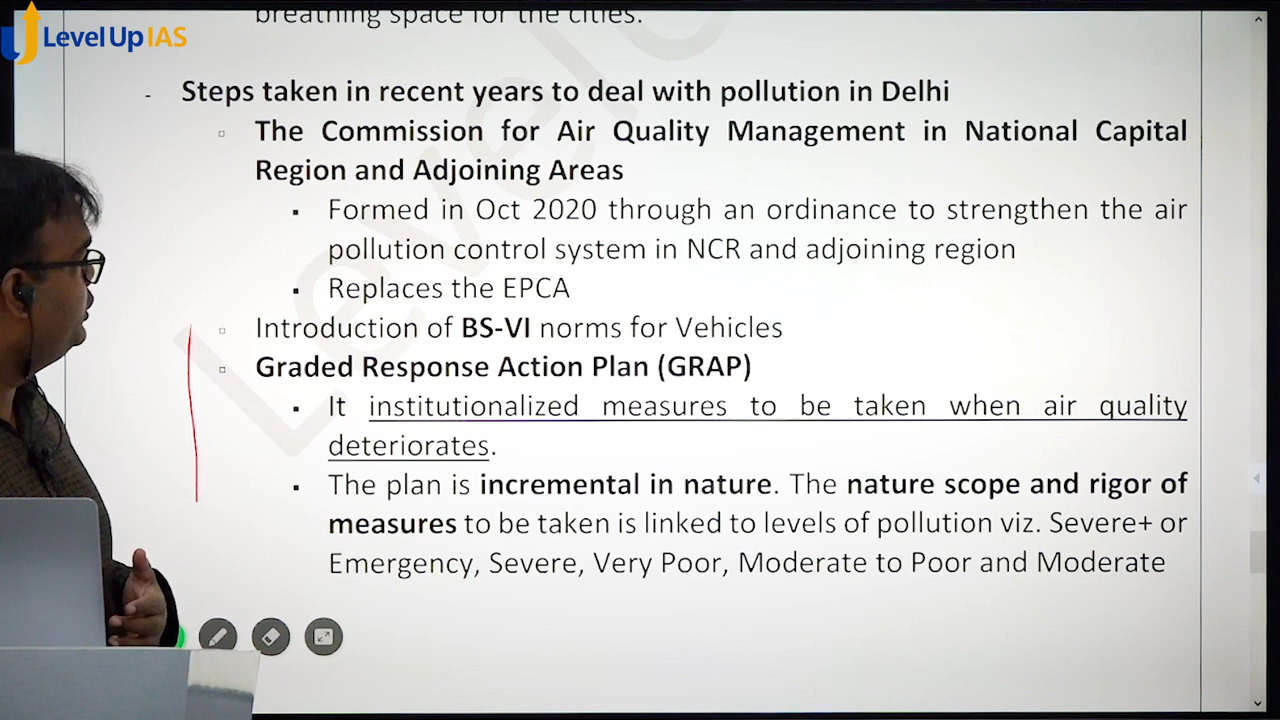 breathing space for the cities.
Level Up IAS
- Steps taken in recent years to deal with pollution in Delhi
The Commission for Air Quality Management in National Capital
Region and Adjoining Areas
▪ Formed in Oct 2020 through an ordinance to strengthen the air
pollution control system in NCR and adjoining region
▪ Replaces the EPCA
Introduction of BS-VI norms for Vehicles
Graded Response Action Plan (GRAP)
▪ It institutionalized measures to be taken when air quality
deteriorates.
▪ The plan is incremental in nature. The nature scope and rigor of
measures to be taken is linked to levels of pollution viz. Severe+ or
Emergency, Severe, Very Poor, Moderate to Poor and Moderate